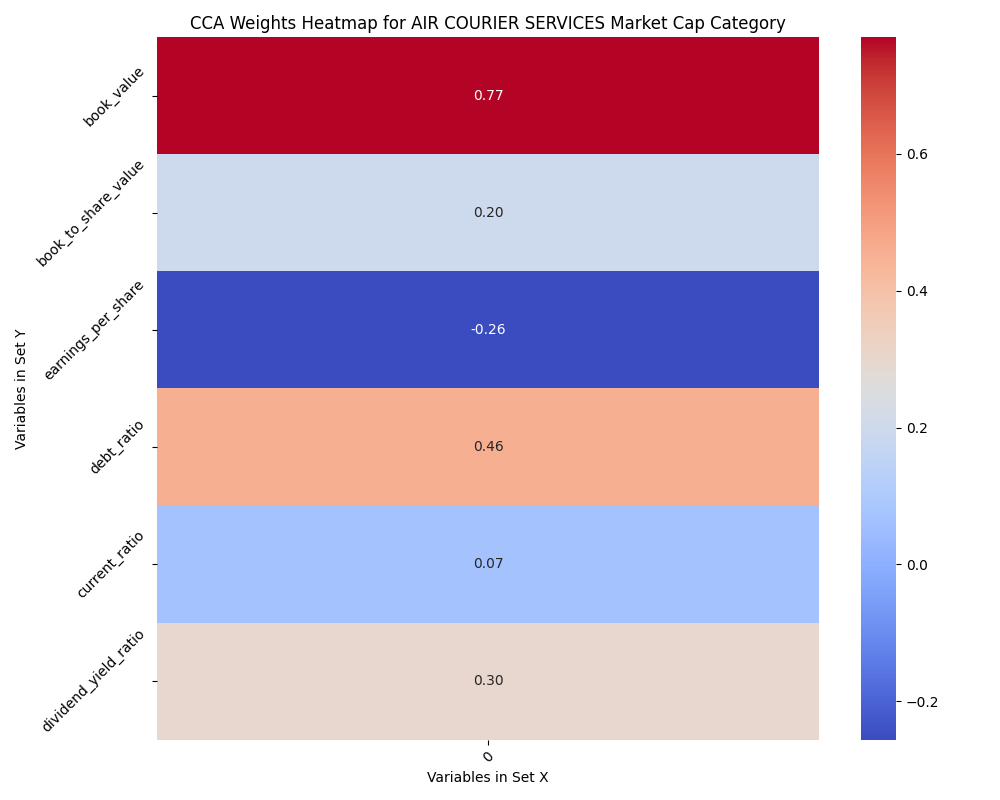 CCA Weights Heatmap for AIR COURIER SERVICES Market Cap Category
Variables in Set Y
book_value
0.77
book_to_share_value
0.20
earnings_per_share
-0.26
debt_ratio
0.46
current_ratio
0.07
dividend_yield_ratio
0.30
0
Variables in Set X
0.6
0.4
0.2
0.0
−0.2